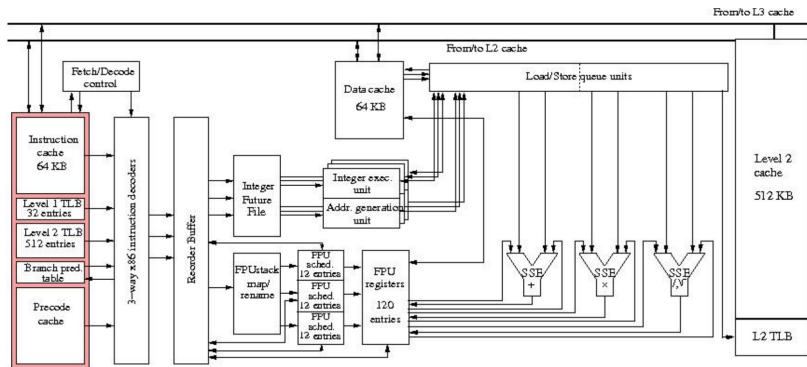 From/to L3 cache
From/to L2 cache
Fetch/Decode
control
Load/Store queue units
Data cache
64 KB
Instruction
cache
64 KB
Level 1 TLB
32 entries
Level 2 TLB
512 entries
Branch pred.
table
Precode
cache
3-way x86 instruction decoders
Reorder Buffer
Integer
Future
File
Integer exec.
unit
Addr. generation
unit
FPUstack
map/
rename
FPU
sched.
12 entries
FPU
sched.
12 entries
FPU
sched.
12 entries
FPU
registers
120
entries
SSE
+
SSE
×
SSE
/,√
Level 2
cache
512 KB
L2 TLB